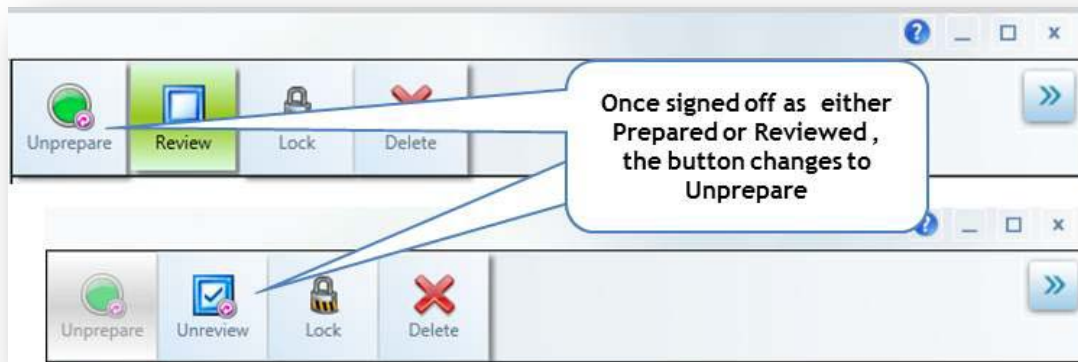 Unprepare
Review
Lock
Delete
Once signed off as either
Prepared or Reviewed ,
the button changes to
Unprepare
Unprepare
Unreview
Lock
Delete